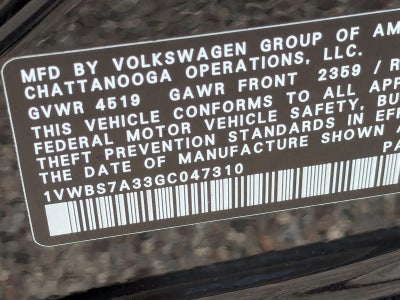 MFD BY VOLKSWAGEN GROUP OF AM
CHATTANOOGA OPERATIONS, LLC.
GVWR 4519 GAWR FRONT 2359 / R
THIS VEHICLE CONFORMS TO ALL APP
FEDERAL MOTOR VEHICLE SAFETY, BU
THEFT PREVENTION STANDARDS IN EFF
THE DATE OF MANUFACTURE SHOWN A
1VWBS7A33GC047310 PA